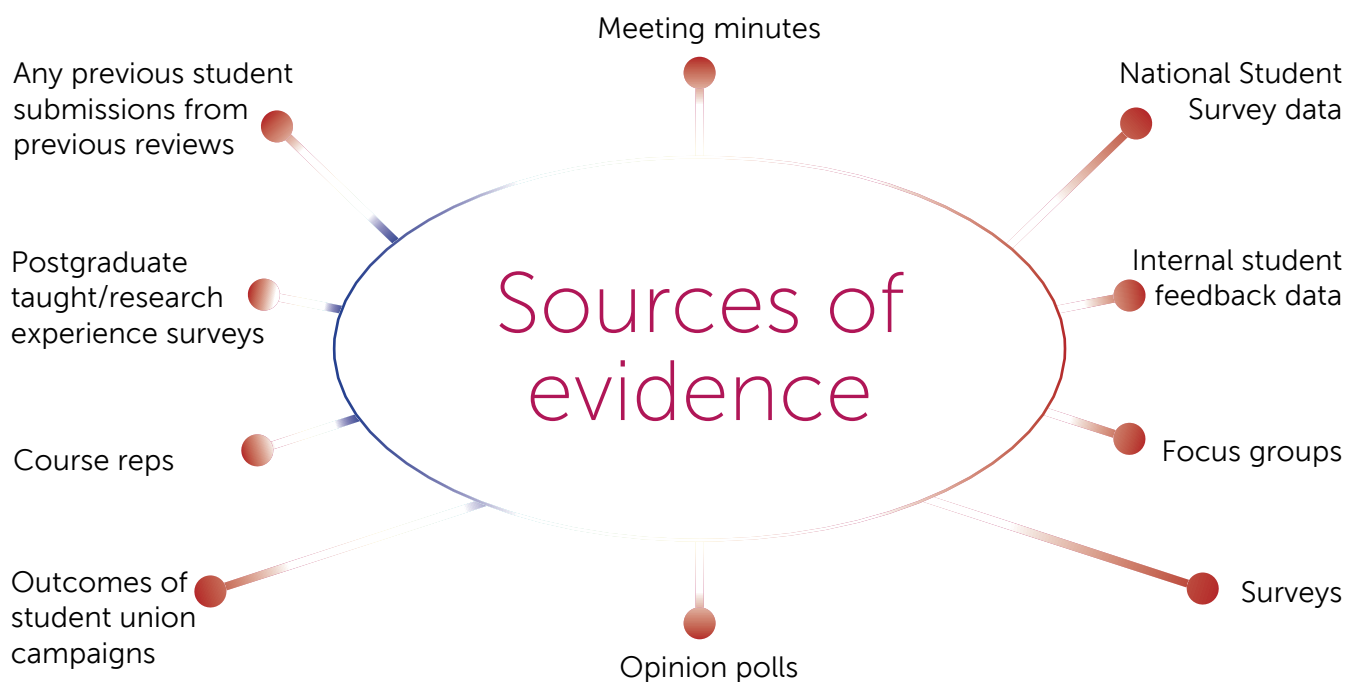 Meeting minutes
Any previous student
submissions from
previous reviews
National Student
Survey data
Postgraduate
taught/research
experience surveys
Internal student
feedback data
Sources of
evidence
Course reps
Focus groups
Outcomes of
student union
campaigns
Surveys
Opinion polls